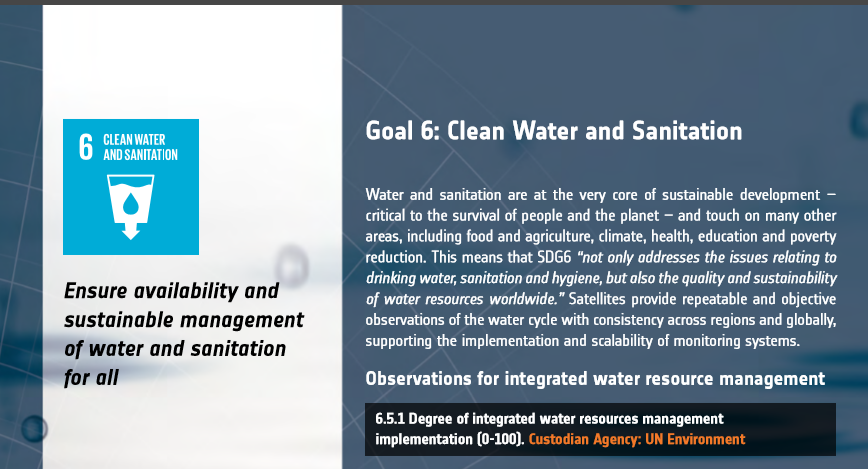 6 CLEAN WATER
AND SANITATION
Ensure availability and
sustainable management
of water and sanitation
for all
Goal 6: Clean Water and Sanitation
Water and sanitation are at the very core of sustainable development –
critical to the survival of people and the planet – and touch on many other
areas, including food and agriculture, climate, health, education and poverty
reduction. This means that SDG6 “not only addresses the issues relating to
drinking water, sanitation and hygiene, but also the quality and sustainability
of water resources worldwide.” Satellites provide repeatable and objective
observations of the water cycle with consistency across regions and globally,
supporting the implementation and scalability of monitoring systems.
Observations for integrated water resource management
6.5.1 Degree of integrated water resources management
implementation (0-100). Custodian Agency: UN Environment